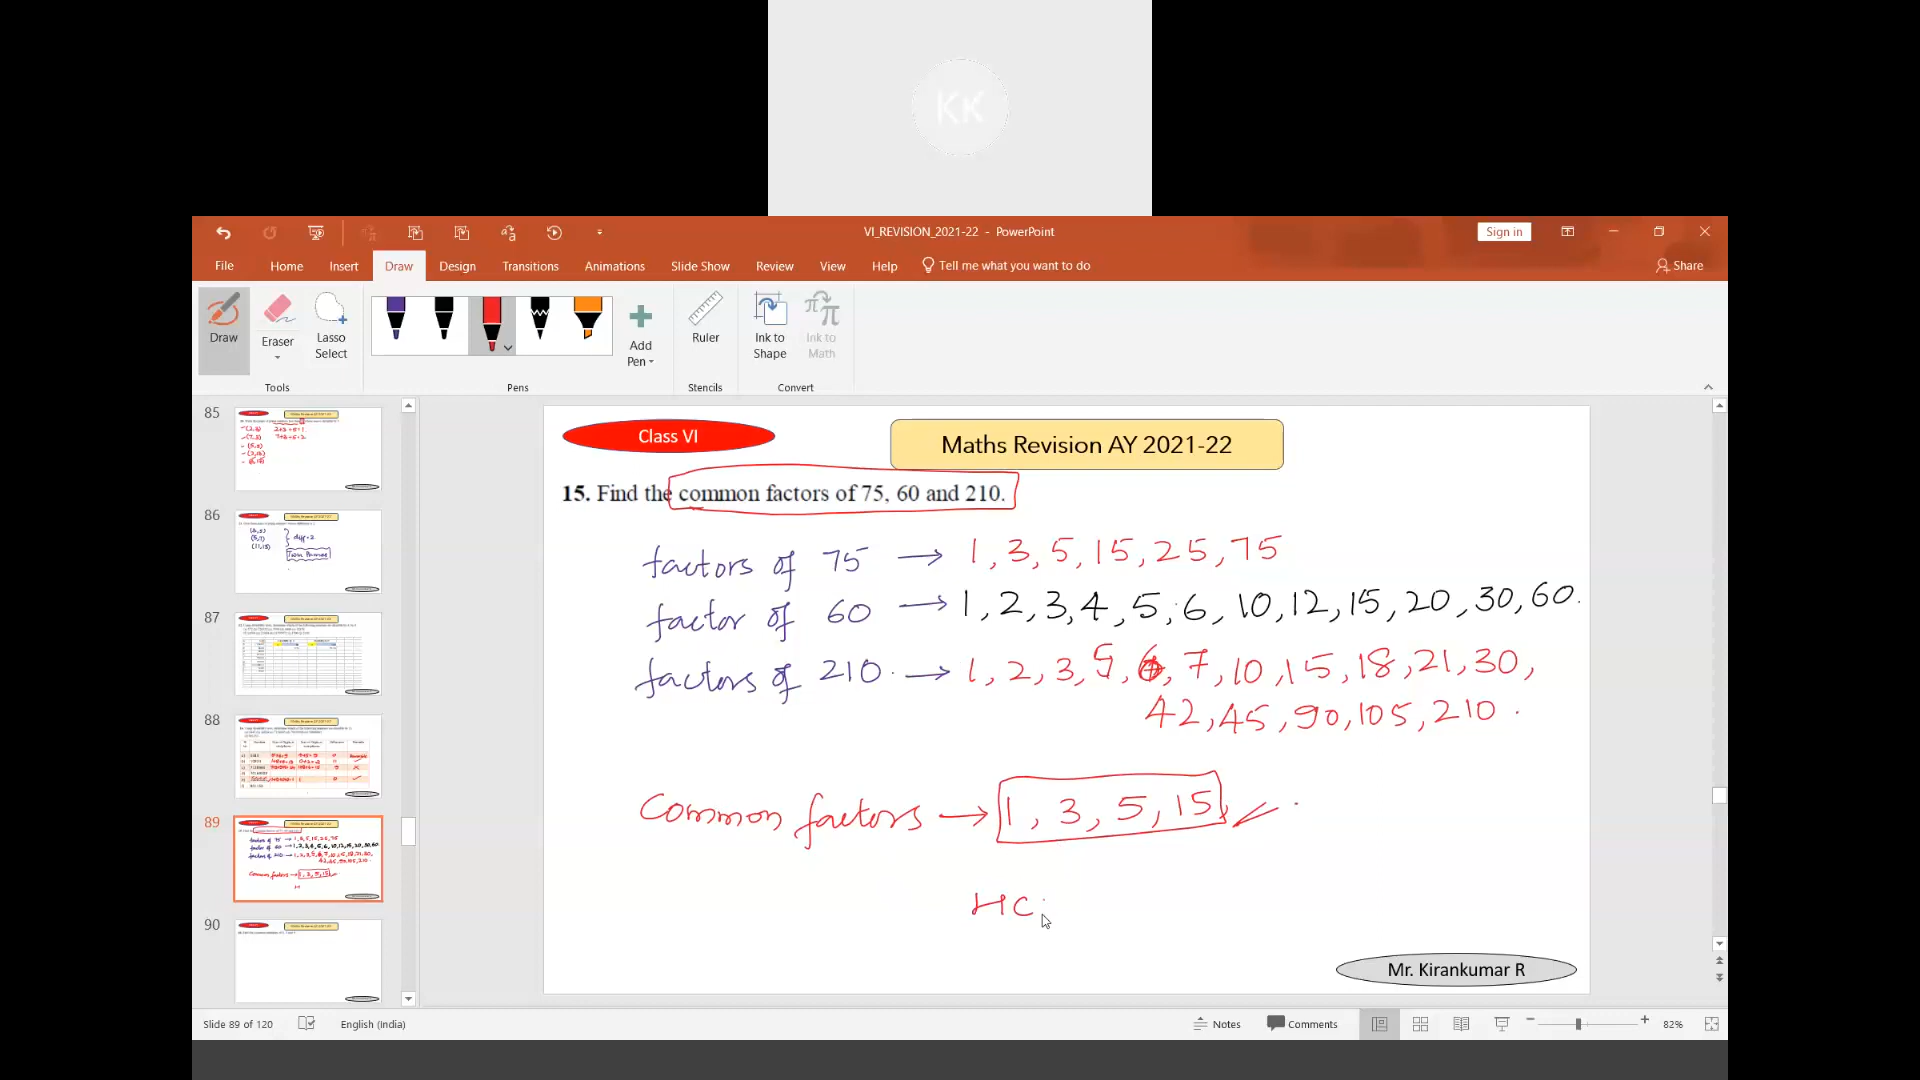 KK
VI_REVISION_2021-22 - PowerPoint
Sign in
File Home Insert Draw Design Transitions Animations Slide Show Review View Help Tell me what you want to do Share
Draw Eraser Lasso Select
Add Pen
Ruler
Ink to Shape
Ink to Math
Tools Pens Stencils Convert
85
86
87
88
89
90
Class VI
Maths Revision AY 2021-22
15. Find the common factors of 75, 60 and 210.
factors of 75 → 1, 3, 5, 15, 25, 75
factor of 60 → 1, 2, 3, 4, 5, 6, 10, 12, 15, 20, 30, 60.
factors of 210. → 1, 2, 3, 5, 6, 7, 10, 15, 18, 21, 30,
42, 45, 90, 105, 210.
Common factors → 1, 3, 5, 15
HC
Mr. Kirankumar R
Slide 89 of 120 English (India) Notes Comments 82%